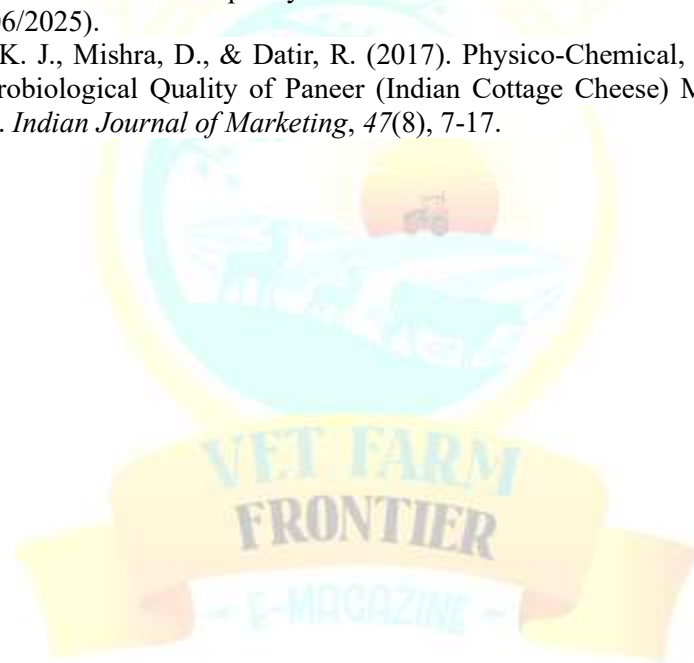 06/2025).
K. J., Mishra, D., & Datir, R. (2017). Physico-Chemical,
robiological Quality of Paneer (Indian Cottage Cheese) M
. Indian Journal of Marketing, 47(8), 7-17.
VET FARM
FRONTIER
- E-MAGAZINE -